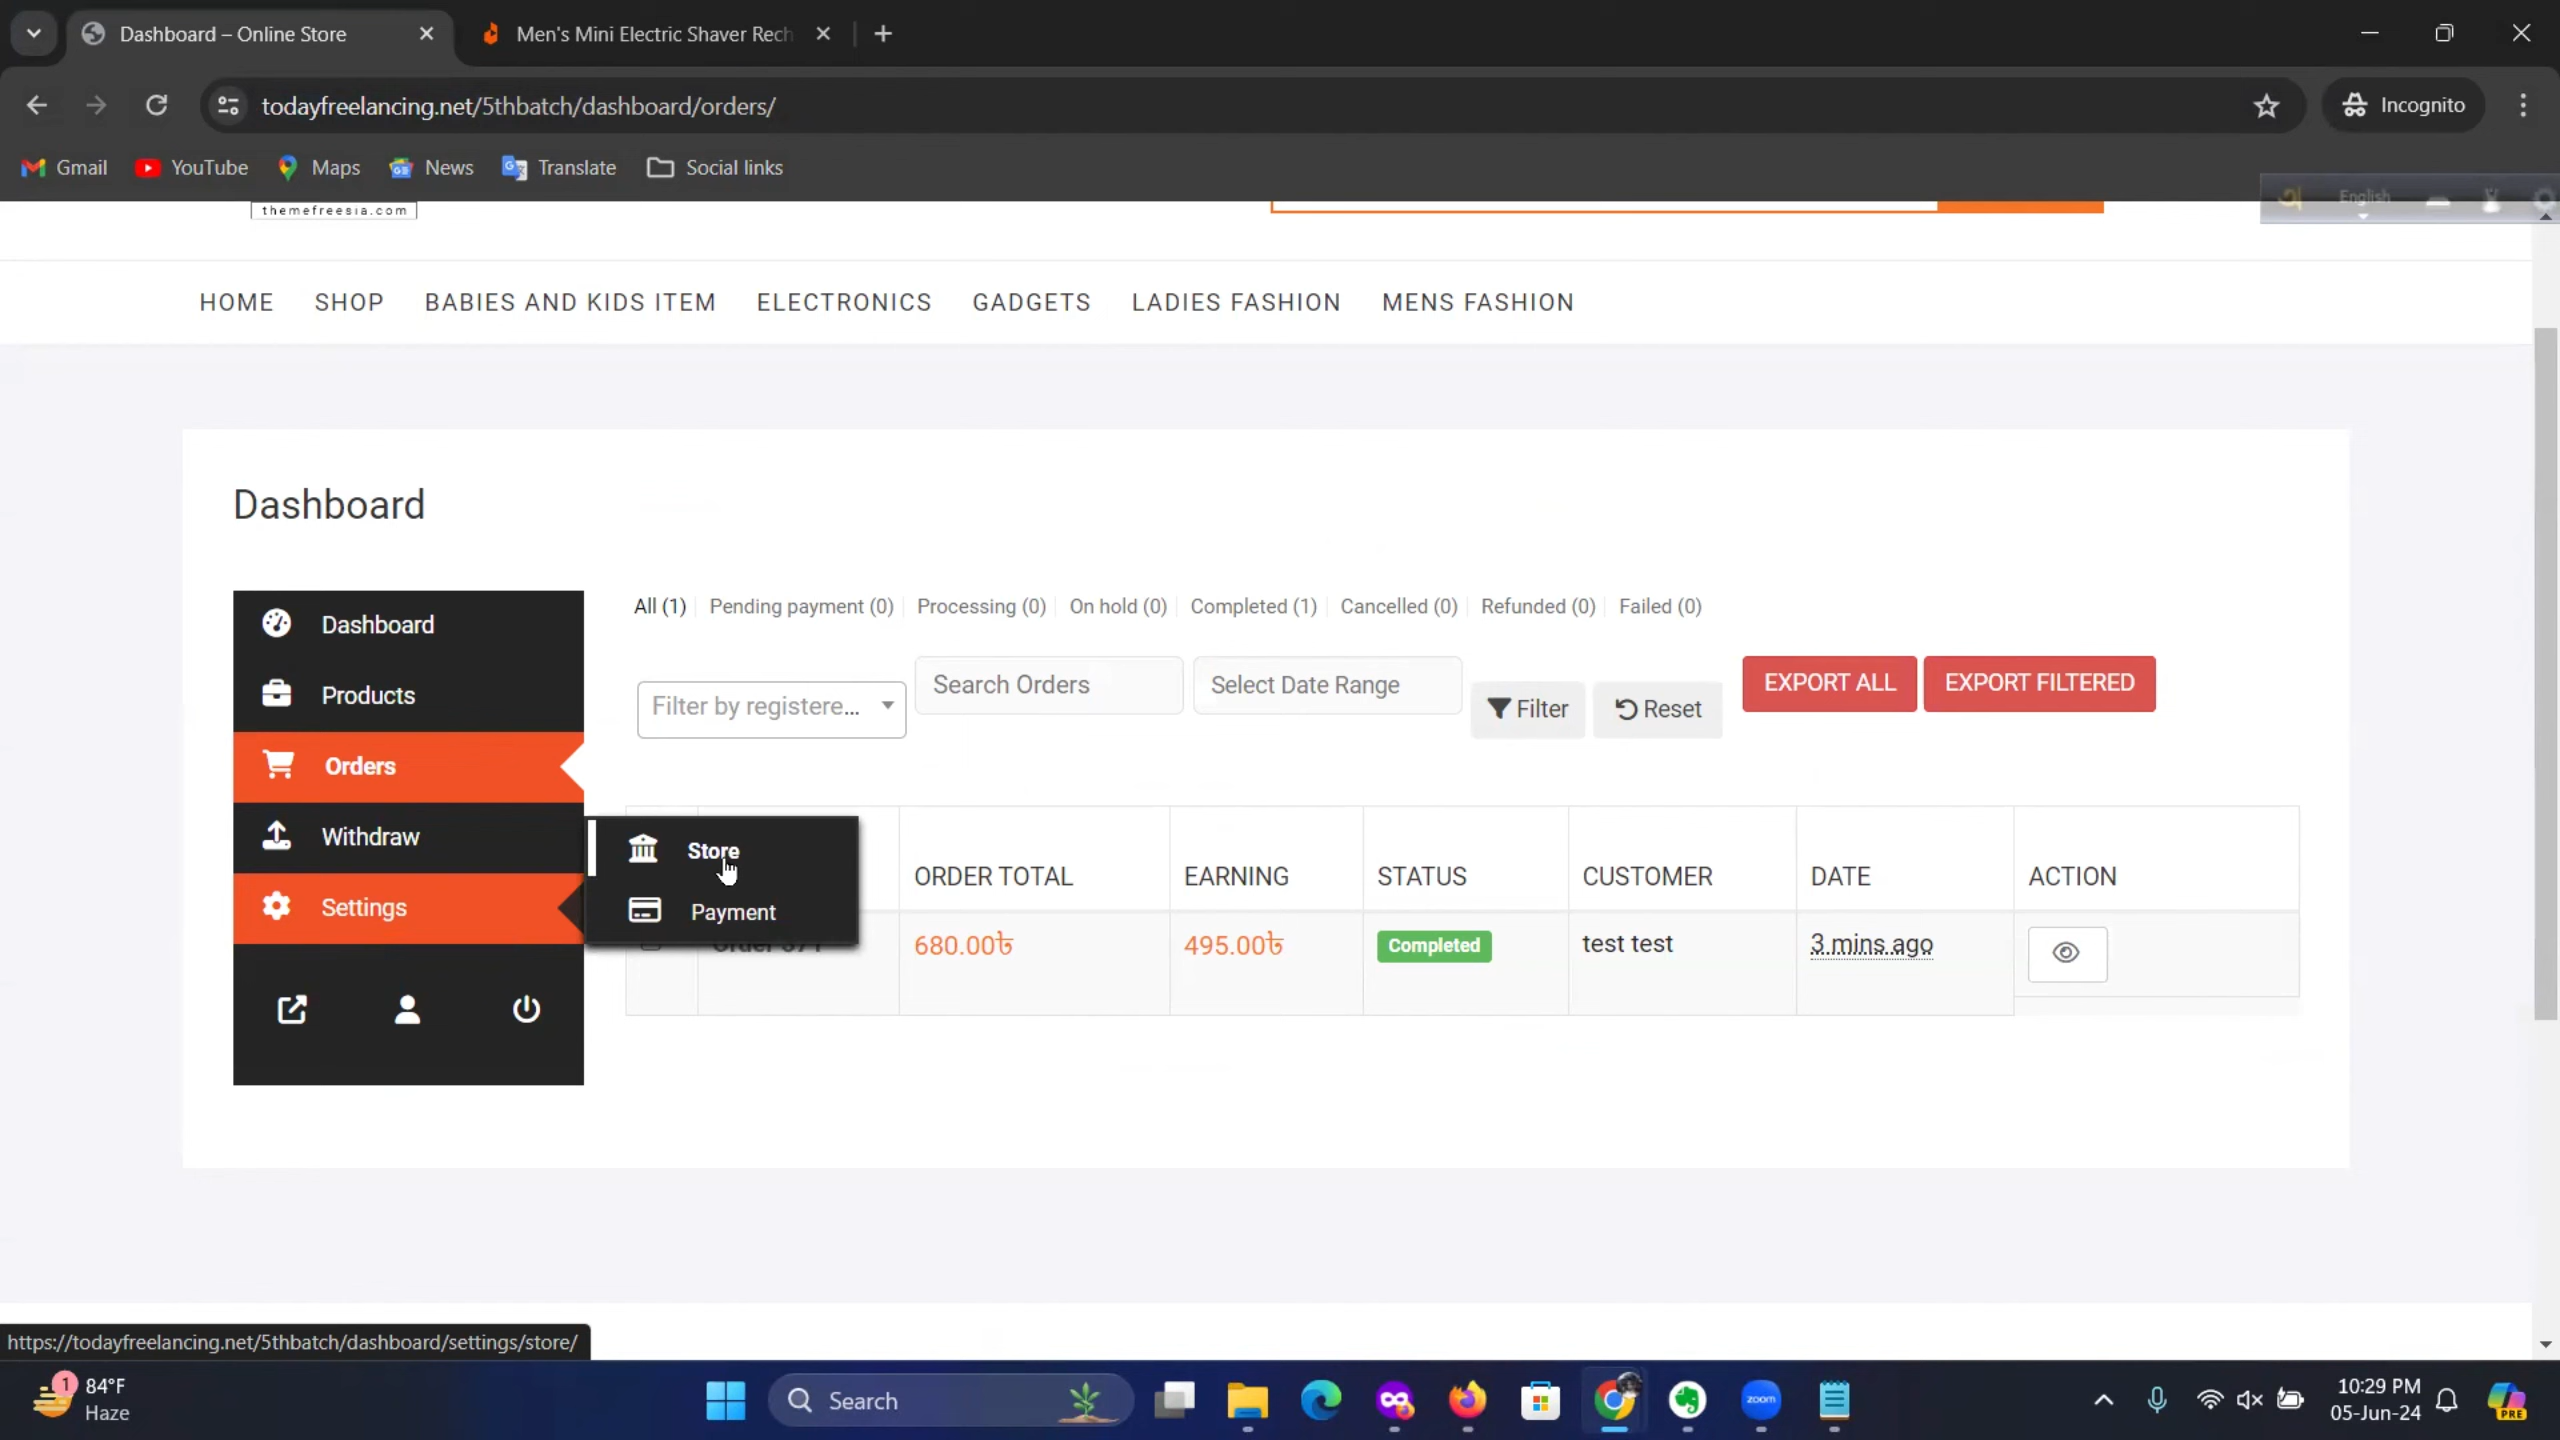 Dashboard – Online Store
Men's Mini Electric Shaver Rech
todayfreelancing.net/5thbatch/dashboard/orders/
Incognito
Gmail
YouTube
Maps
News
Translate
Social links
English
themefreesia.com
HOME
SHOP
BABIES AND KIDS ITEM
ELECTRONICS
GADGETS
LADIES FASHION
MENS FASHION
Dashboard
Dashboard
Products
Orders
Withdraw
Settings
Store
Payment
All (1)
Pending payment (0)
Processing (0)
On hold (0)
Completed (1)
Cancelled (0)
Refunded (0)
Failed (0)
Filter by registere...
Search Orders
Select Date Range
Filter
Reset
EXPORT ALL
EXPORT FILTERED
ORDER TOTAL
EARNING
STATUS
CUSTOMER
DATE
ACTION
680.00৳
495.00৳
Completed
test test
3 mins ago
https://todayfreelancing.net/5thbatch/dashboard/settings/store/
1
84°F
Haze
Search
zoom
10:29 PM
05-Jun-24
PRE